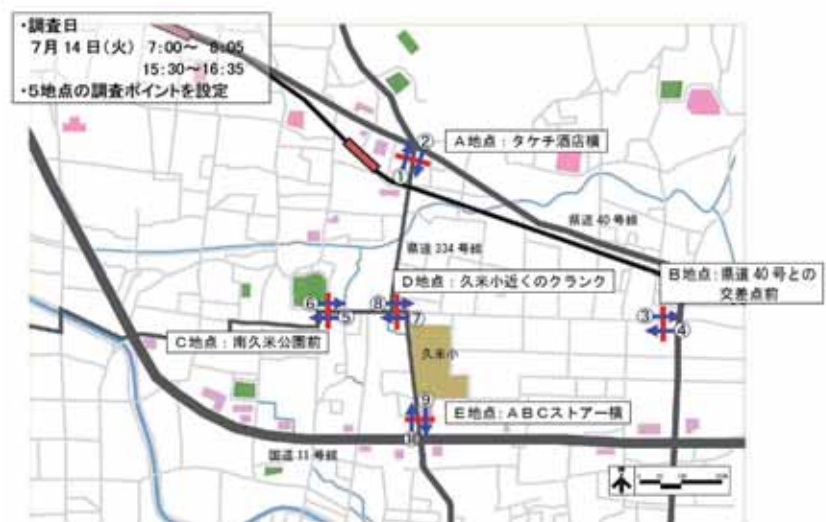 ・調査日
7月14日(火) 7:00～ 8:05
15:30～16:35
・5地点の調査ポイントを設定
②
A地点：タケチ酒店横
①
県道40号線
県道334号線
B地点：県道40号との
交差点前
D地点：久米小近くのクランク
⑥
⑧
③
⑤
⑦
④
C地点：南久米公園前
久米小
⑨
E地点：ABCストアー横
⑩
国道11号線